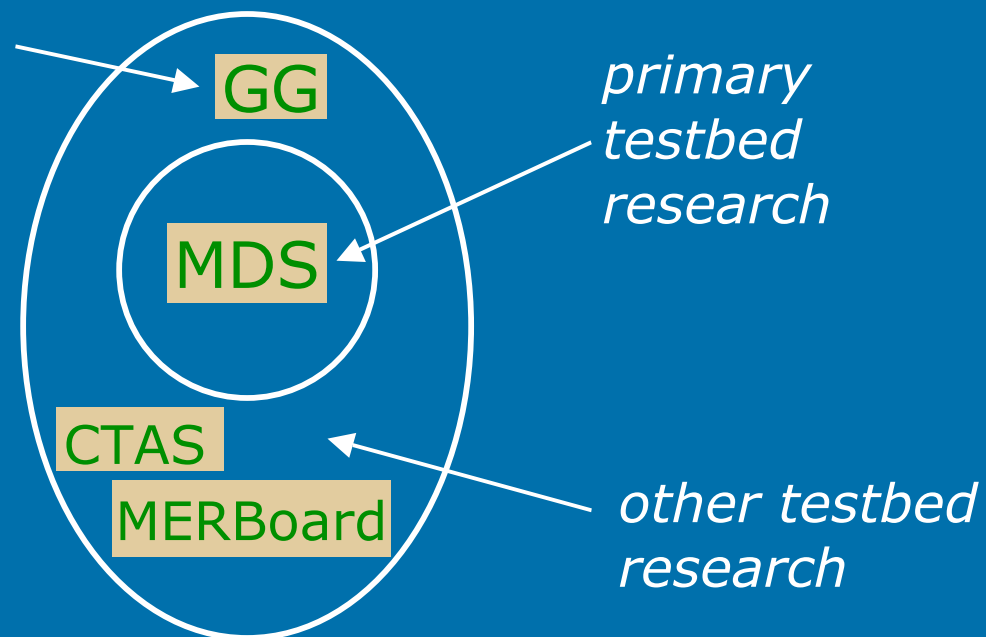 GG
primary
testbed
research
MDS
CTAS
MERBoard
other testbed
research